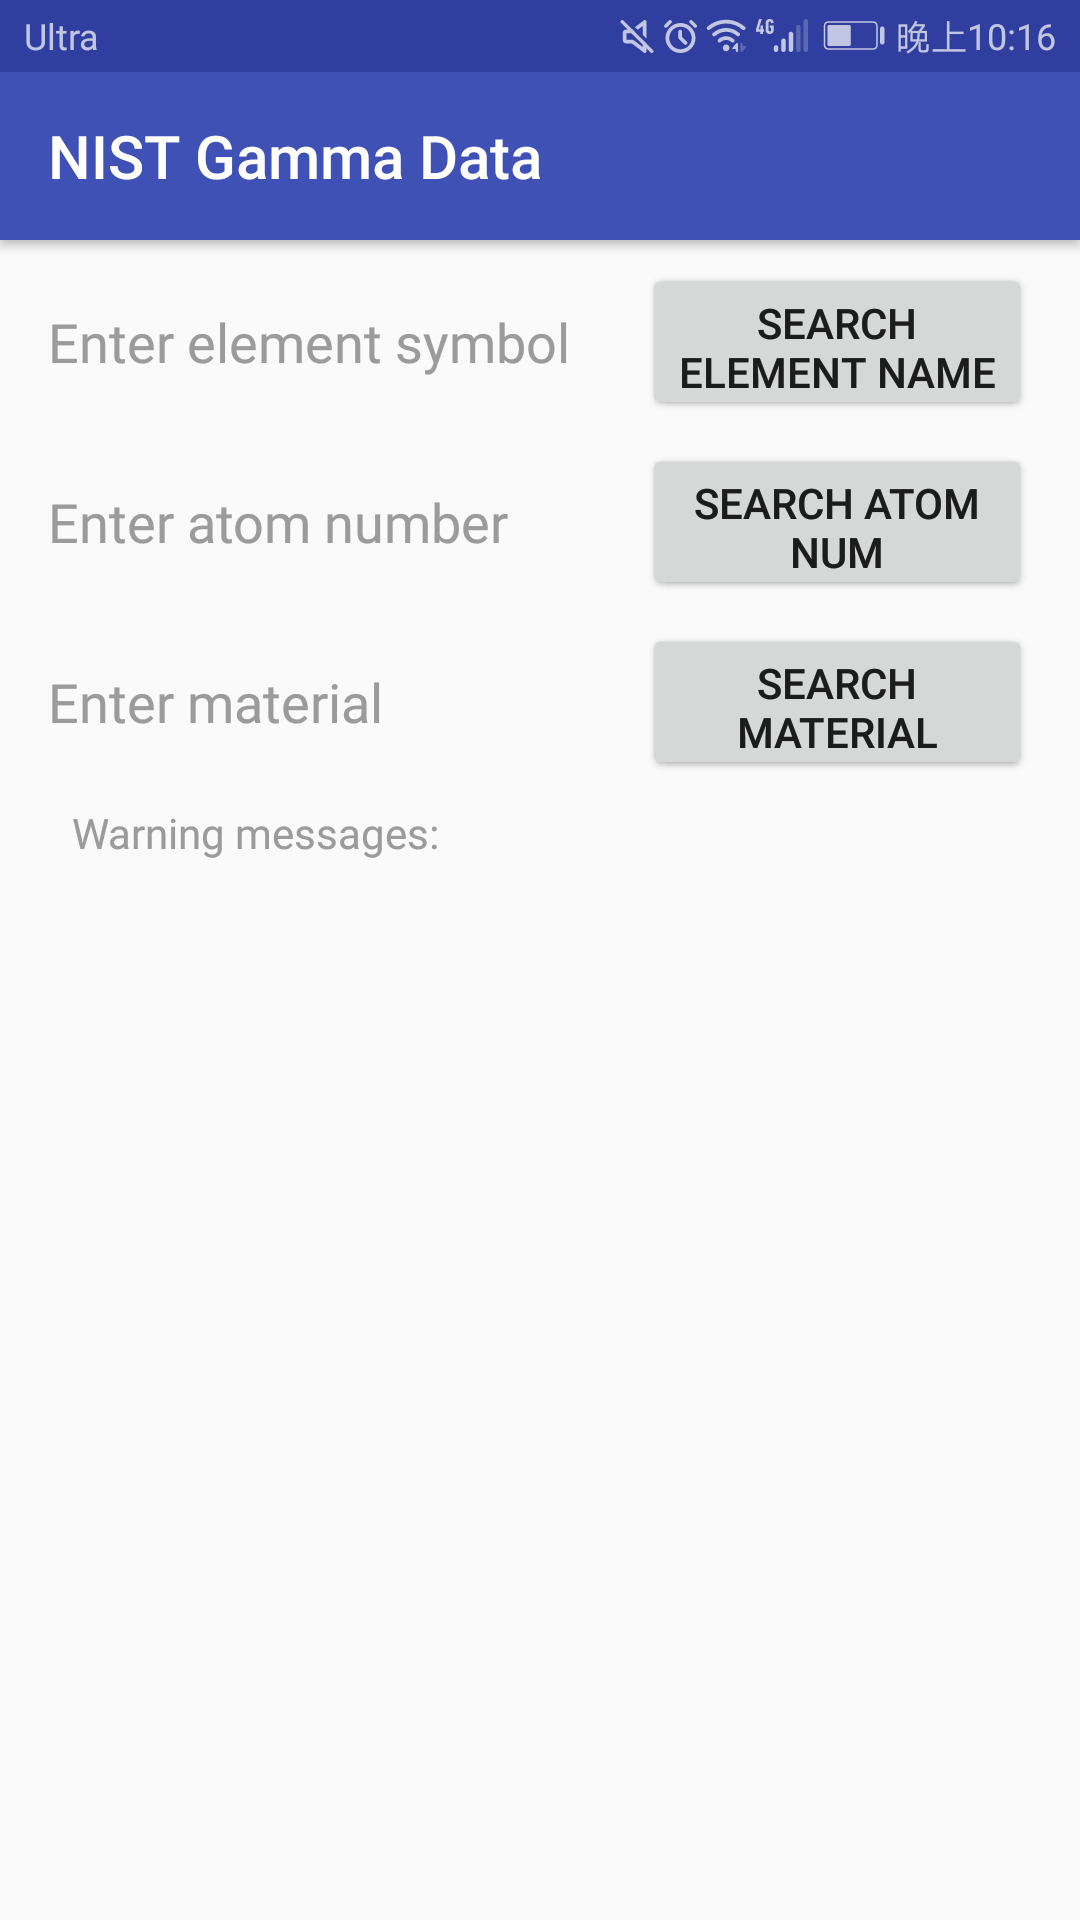 Ultra 4G 晚上10:16
NIST Gamma Data
Enter element symbol
SEARCH
ELEMENT NAME
Enter atom number
SEARCH ATOM
NUM
Enter material
SEARCH
MATERIAL
Warning messages: